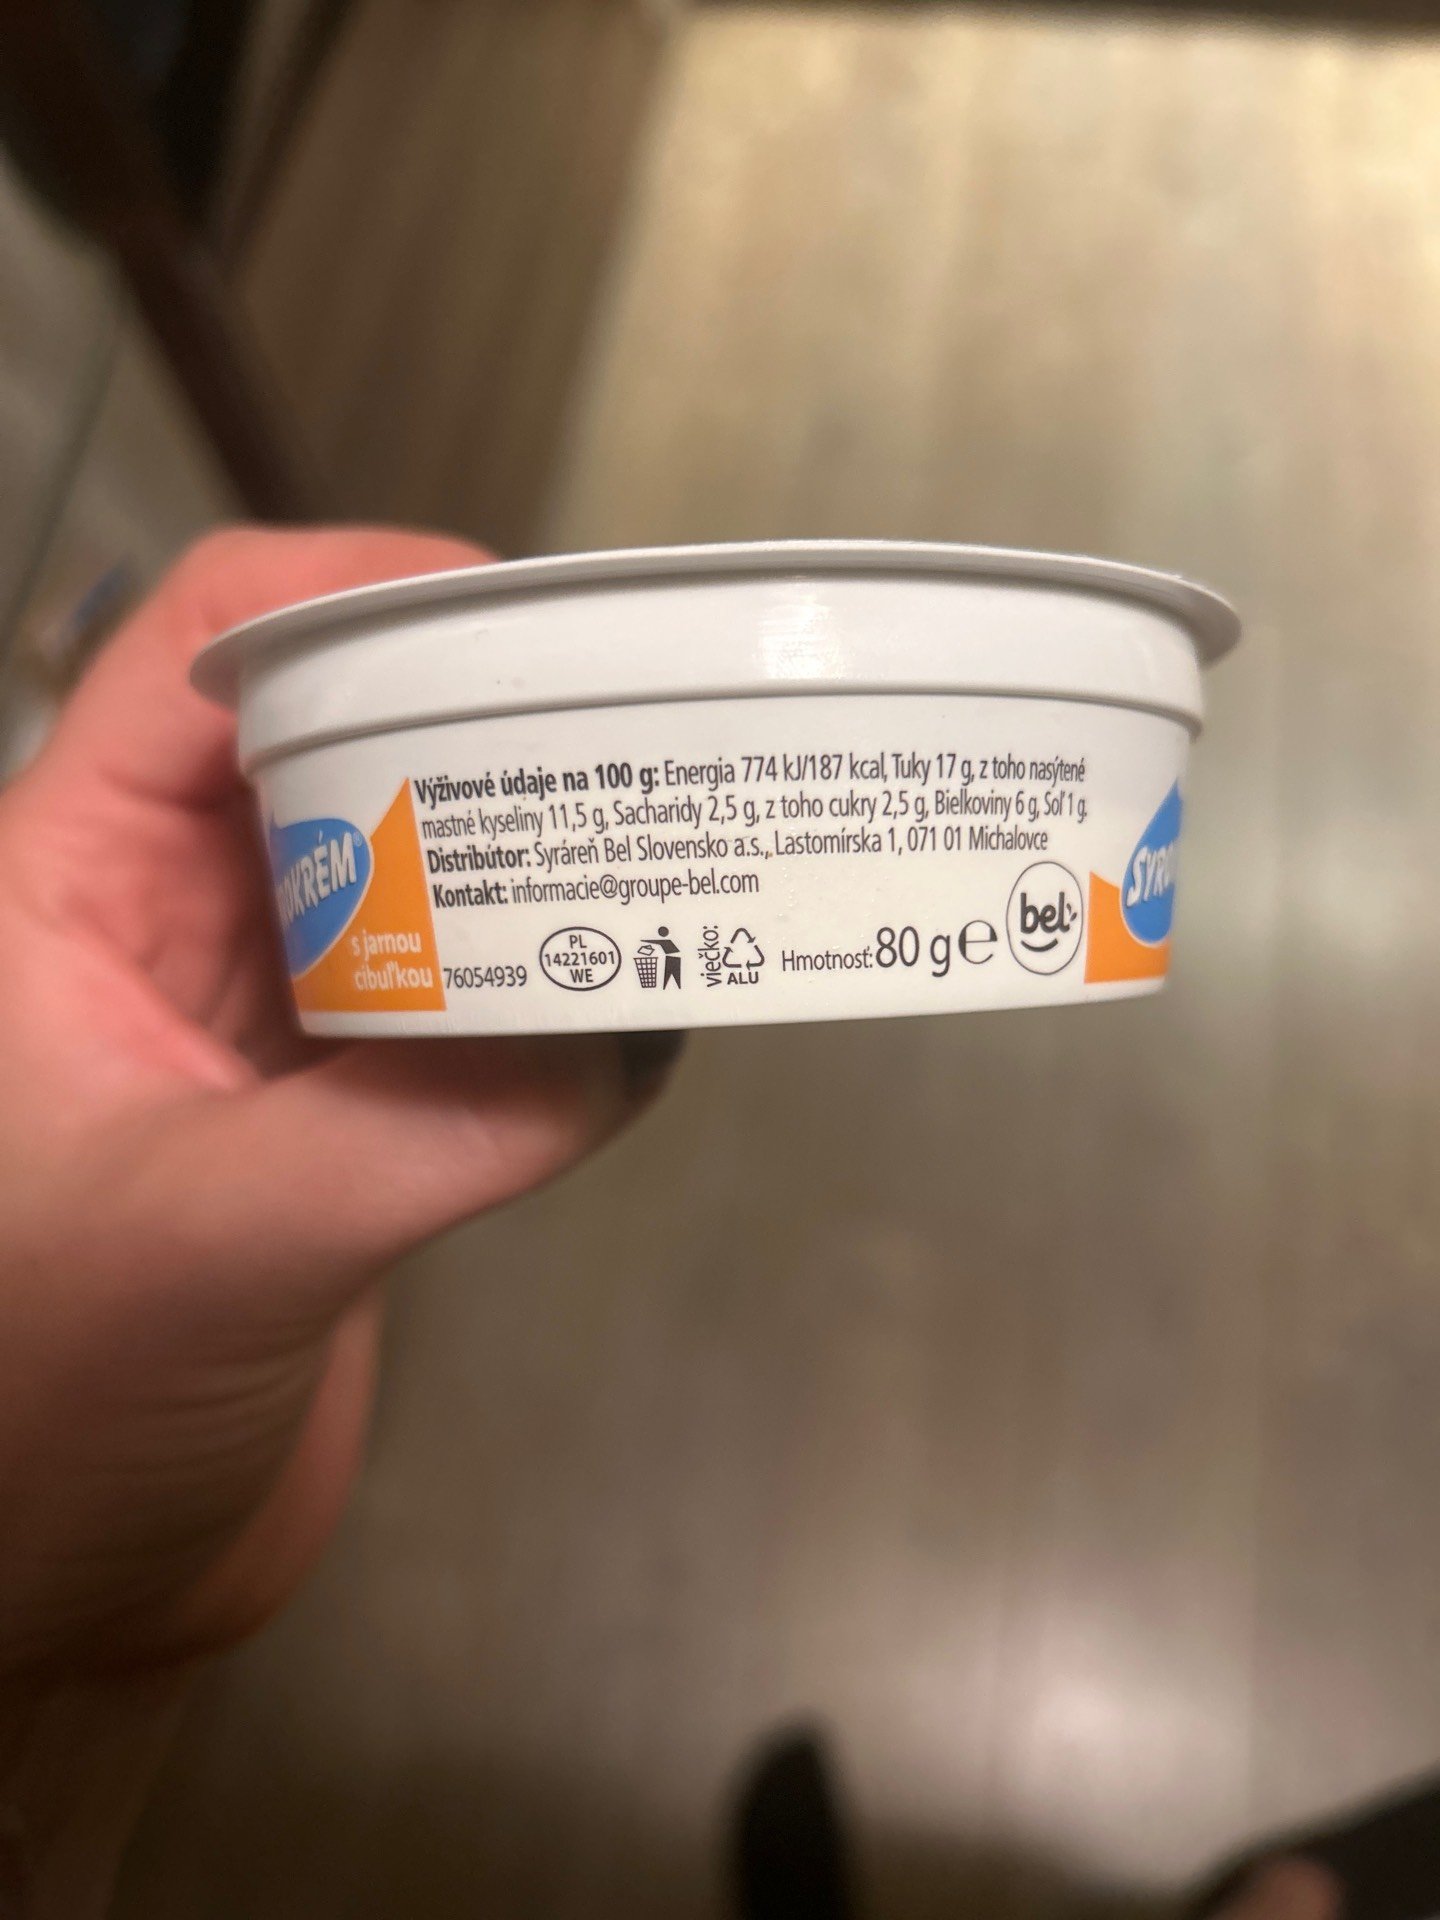 Výživové údaje na 100 g: Energia 774 kJ/187 kcal, Tuky 17 g, z toho nasýtené
mastné kyseliny 11,5 g, Sacharidy 2,5 g, z toho cukry 2,5 g, Bielkoviny 6 g, Soľ 1 g.
Distribútor: Syráreň Bel Slovensko a.s., Lastomírska 1, 071 01 Michalovce
Kontakt: informacie@groupe-bel.com
OKRÉM®
s jarnou
cibuľkou
76054939
PL
14221601
WE
viečko:
ALU
Hmotnosť: 80 g e
bel
SYRO